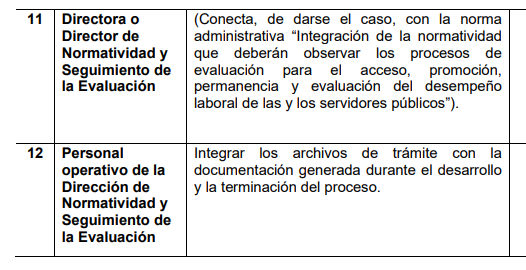 11
Directora o
Director de
Normatividad y
Seguimiento de
la Evaluación
(Conecta, de darse el caso, con la norma
administrativa “Integración de la normatividad
que deberán observar los procesos de
evaluación para el acceso, promoción,
permanencia y evaluación del desempeño
laboral de las y los servidores públicos”).
12
Personal
operativo de la
Dirección de
Normatividad y
Seguimiento de
la Evaluación
Integrar los archivos de trámite con la
documentación generada durante el desarrollo
y la terminación del proceso.